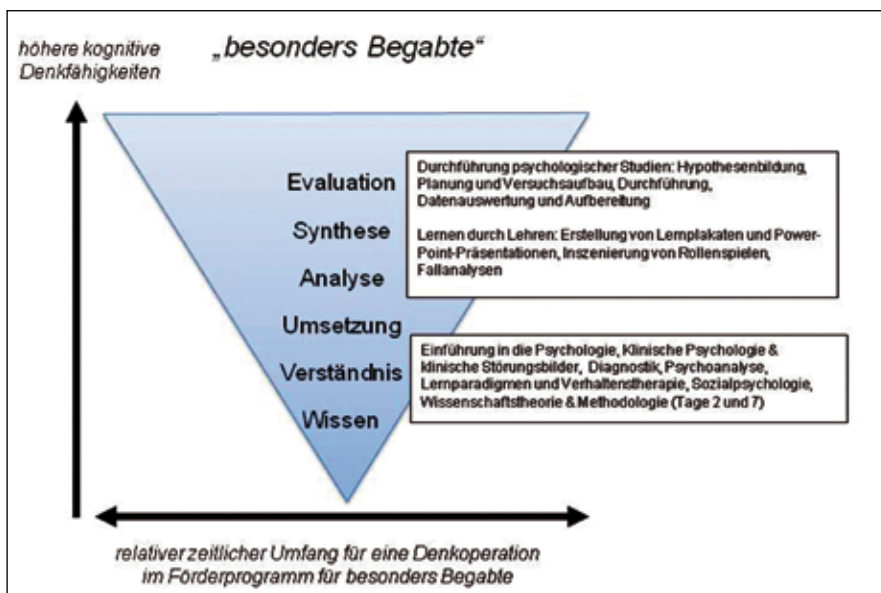 höhere kognitive
Denkfähigkeiten
„besonders Begabte“
Evaluation
Synthese
Analyse
Umsetzung
Verständnis
Wissen
Durchführung psychologischer Studien: Hypothesenbildung,
Planung und Versuchsaufbau, Durchführung,
Datenauswertung und Aufbereitung
Lernen durch Lehren: Erstellung von Lernplakaten und Power-
Point-Präsentationen, Inszenierung von Rollenspielen,
Fallanalysen
Einführung in die Psychologie, Klinische Psychologie &
klinische Störungsbilder, Diagnostik, Psychoanalyse,
Lernparadigmen und Verhaltenstherapie, Sozialpsychologie,
Wissenschaftstheorie & Methodologie (Tage 2 und 7)
relativer zeitlicher Umfang für eine Denkoperation
im Förderprogramm für besonders Begabte